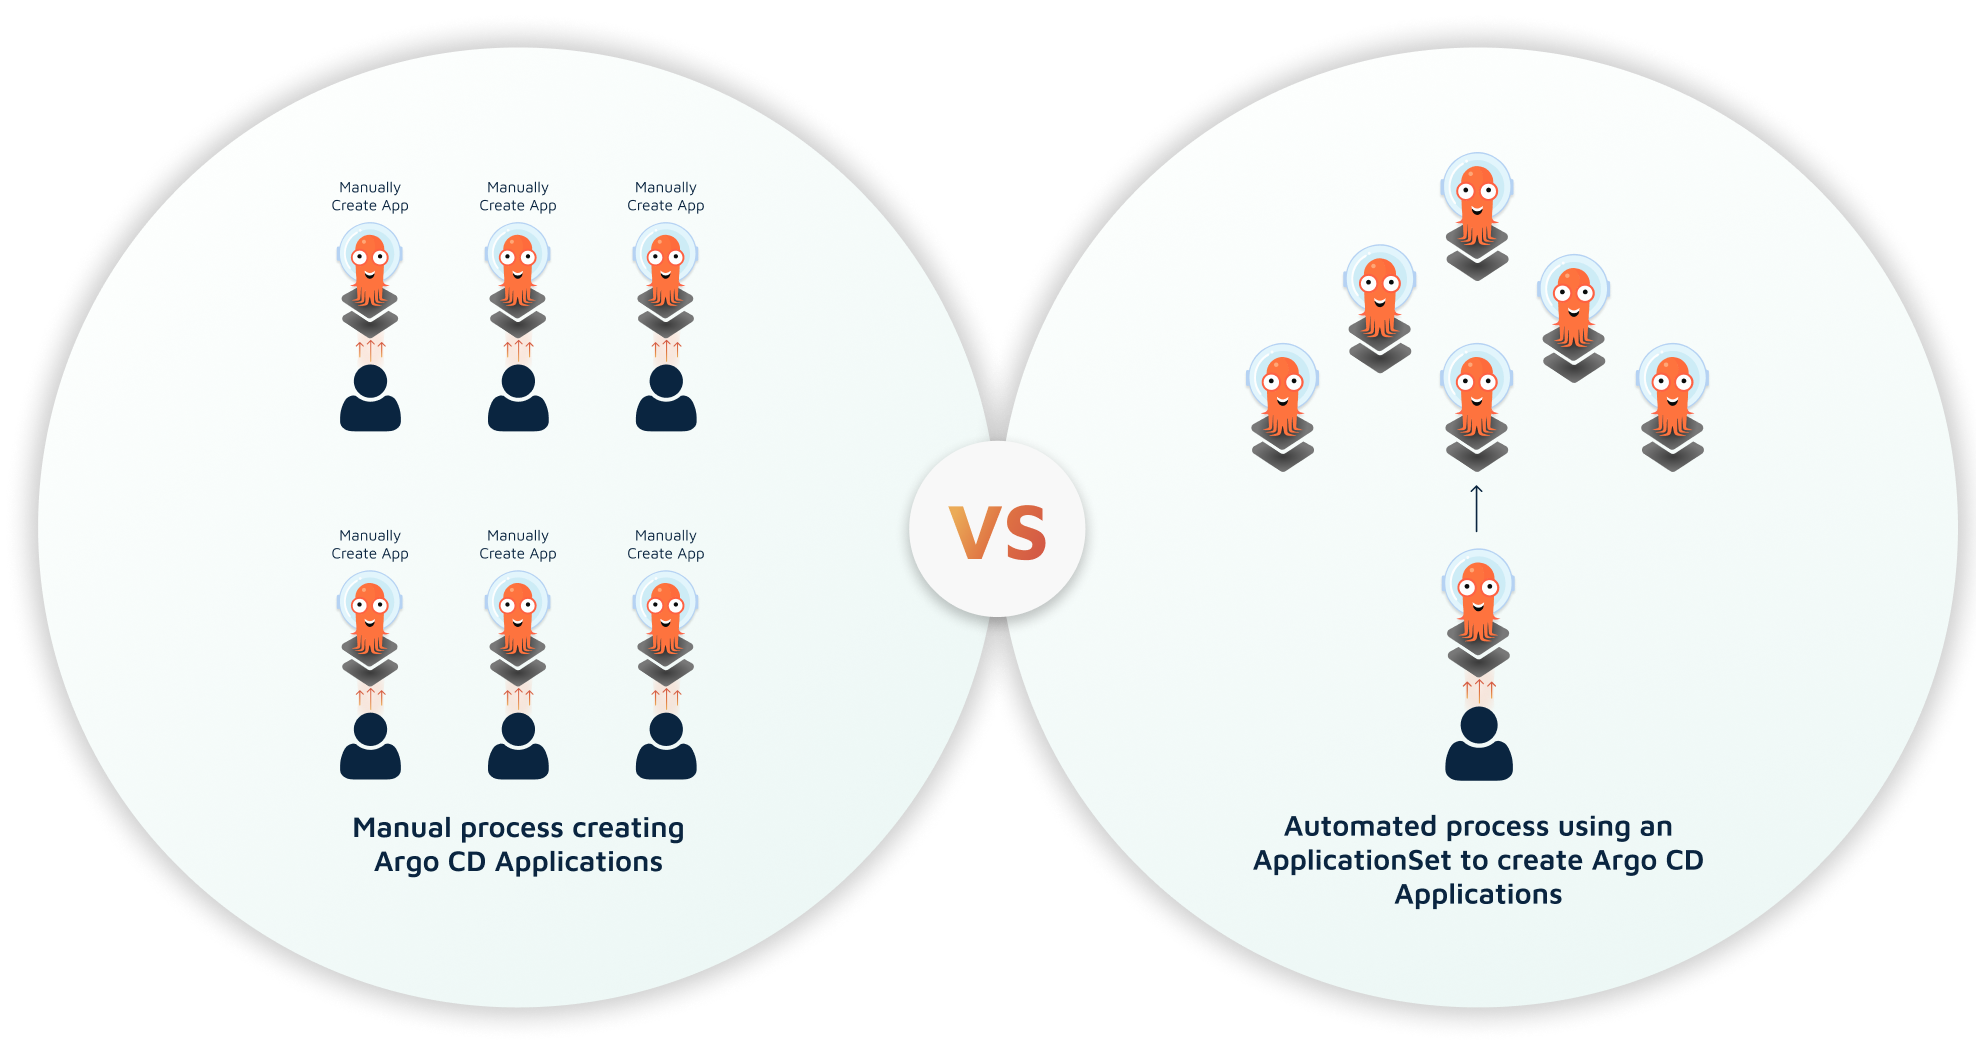 Manually
Create App
Manually
Create App
Manually
Create App
Manually
Create App
Manually
Create App
Manually
Create App
Manual process creating
Argo CD Applications
VS
Automated process using an
ApplicationSet to create Argo CD
Applications